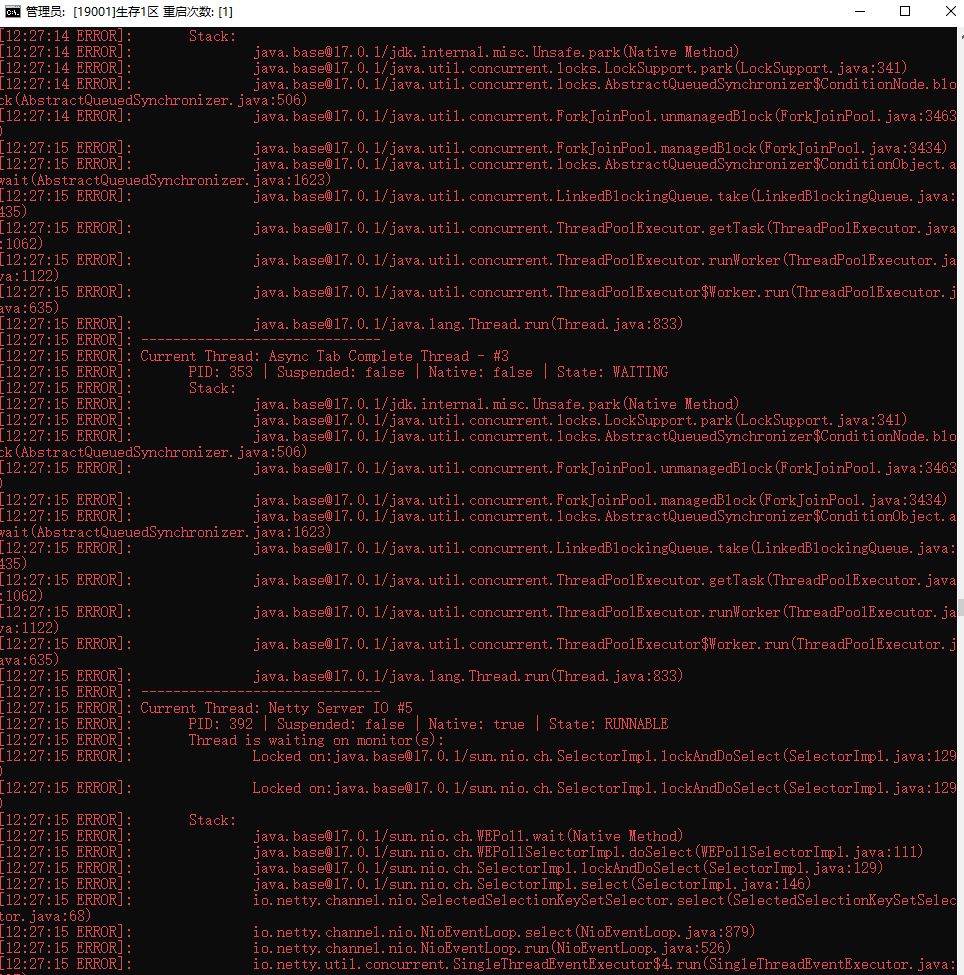 管理员: [19001]生存1区 重启次数: [1]
[12:27:14 ERROR]: Stack:
[12:27:14 ERROR]: java.base@17.0.1/jdk.internal.misc.Unsafe.park(Native Method)
[12:27:14 ERROR]: java.base@17.0.1/java.util.concurrent.locks.LockSupport.park(LockSupport.java:341)
[12:27:14 ERROR]: java.base@17.0.1/java.util.concurrent.locks.AbstractQueuedSynchronizer$ConditionNode.blo
ck(AbstractQueuedSynchronizer.java:506)
[12:27:14 ERROR]: java.base@17.0.1/java.util.concurrent.ForkJoinPool.unmanagedBlock(ForkJoinPool.java:3463
)
[12:27:14 ERROR]: java.base@17.0.1/java.util.concurrent.ForkJoinPool.managedBlock(ForkJoinPool.java:3434)
[12:27:14 ERROR]: java.base@17.0.1/java.util.concurrent.locks.AbstractQueuedSynchronizer$ConditionObject.a
wait(AbstractQueuedSynchronizer.java:1623)
[12:27:15 ERROR]: java.base@17.0.1/java.util.concurrent.LinkedBlockingQueue.take(LinkedBlockingQueue.java:
435)
[12:27:15 ERROR]: java.base@17.0.1/java.util.concurrent.ThreadPoolExecutor.getTask(ThreadPoolExecutor.java
:1062)
[12:27:15 ERROR]: java.base@17.0.1/java.util.concurrent.ThreadPoolExecutor.runWorker(ThreadPoolExecutor.ja
va:1122)
[12:27:15 ERROR]: java.base@17.0.1/java.util.concurrent.ThreadPoolExecutor$Worker.run(ThreadPoolExecutor.j
ava:635)
[12:27:15 ERROR]: java.base@17.0.1/java.lang.Thread.run(Thread.java:833)
[12:27:15 ERROR]: ------------------------------
[12:27:15 ERROR]: Current Thread: Async Tab Complete Thread - #3
[12:27:15 ERROR]: PID: 353 | Suspended: false | Native: false | State: WAITING
[12:27:15 ERROR]: Stack:
[12:27:15 ERROR]: java.base@17.0.1/jdk.internal.misc.Unsafe.park(Native Method)
[12:27:15 ERROR]: java.base@17.0.1/java.util.concurrent.locks.LockSupport.park(LockSupport.java:341)
[12:27:15 ERROR]: java.base@17.0.1/java.util.concurrent.locks.AbstractQueuedSynchronizer$ConditionNode.blo
ck(AbstractQueuedSynchronizer.java:506)
[12:27:15 ERROR]: java.base@17.0.1/java.util.concurrent.ForkJoinPool.unmanagedBlock(ForkJoinPool.java:3463
)
[12:27:15 ERROR]: java.base@17.0.1/java.util.concurrent.ForkJoinPool.managedBlock(ForkJoinPool.java:3434)
[12:27:15 ERROR]: java.base@17.0.1/java.util.concurrent.locks.AbstractQueuedSynchronizer$ConditionObject.a
wait(AbstractQueuedSynchronizer.java:1623)
[12:27:15 ERROR]: java.base@17.0.1/java.util.concurrent.LinkedBlockingQueue.take(LinkedBlockingQueue.java:
435)
[12:27:15 ERROR]: java.base@17.0.1/java.util.concurrent.ThreadPoolExecutor.getTask(ThreadPoolExecutor.java
:1062)
[12:27:15 ERROR]: java.base@17.0.1/java.util.concurrent.ThreadPoolExecutor.runWorker(ThreadPoolExecutor.ja
va:1122)
[12:27:15 ERROR]: java.base@17.0.1/java.util.concurrent.ThreadPoolExecutor$Worker.run(ThreadPoolExecutor.j
ava:635)
[12:27:15 ERROR]: java.base@17.0.1/java.lang.Thread.run(Thread.java:833)
[12:27:15 ERROR]: ------------------------------
[12:27:15 ERROR]: Current Thread: Netty Server IO #5
[12:27:15 ERROR]: PID: 392 | Suspended: false | Native: true | State: RUNNABLE
[12:27:15 ERROR]: Thread is waiting on monitor(s):
[12:27:15 ERROR]: Locked on:java.base@17.0.1/sun.nio.ch.SelectorImpl.lockAndDoSelect(SelectorImpl.java:129
)
[12:27:15 ERROR]: Locked on:java.base@17.0.1/sun.nio.ch.SelectorImpl.lockAndDoSelect(SelectorImpl.java:129
)
[12:27:15 ERROR]: Stack:
[12:27:15 ERROR]: java.base@17.0.1/sun.nio.ch.WEPoll.wait(Native Method)
[12:27:15 ERROR]: java.base@17.0.1/sun.nio.ch.WEPollSelectorImpl.doSelect(WEPollSelectorImpl.java:111)
[12:27:15 ERROR]: java.base@17.0.1/sun.nio.ch.SelectorImpl.lockAndDoSelect(SelectorImpl.java:129)
[12:27:15 ERROR]: java.base@17.0.1/sun.nio.ch.SelectorImpl.select(SelectorImpl.java:146)
[12:27:15 ERROR]: io.netty.channel.nio.SelectedSelectionKeySetSelector.select(SelectedSelectionKeySetSelec
tor.java:68)
[12:27:15 ERROR]: io.netty.channel.nio.NioEventLoop.select(NioEventLoop.java:879)
[12:27:15 ERROR]: io.netty.channel.nio.NioEventLoop.run(NioEventLoop.java:526)
[12:27:15 ERROR]: io.netty.util.concurrent.SingleThreadEventExecutor$4.run(SingleThreadEventExecutor.java: